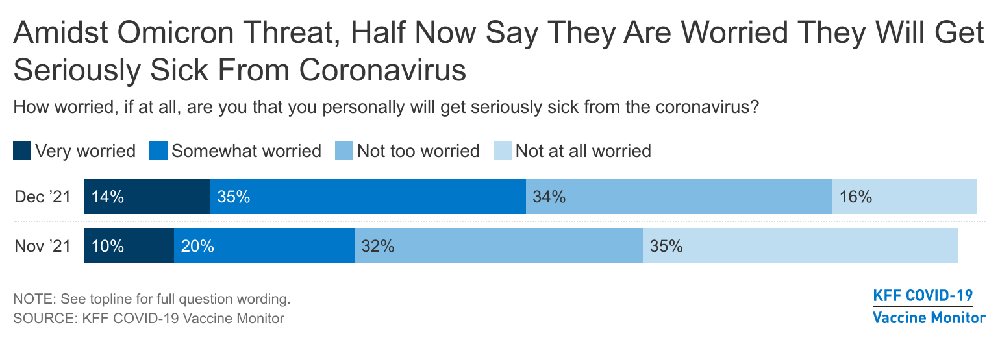 Amidst Omicron Threat, Half Now Say They Are Worried They Will Get
Seriously Sick From Coronavirus
How worried, if at all, are you that you personally will get seriously sick from the coronavirus?
Very worried Somewhat worried Not too worried Not at all worried
Dec ’21 14% 35% 34% 16%
Nov ’21 10% 20% 32% 35%
NOTE: See topline for full question wording.
SOURCE: KFF COVID-19 Vaccine Monitor
KFF COVID-19
Vaccine Monitor